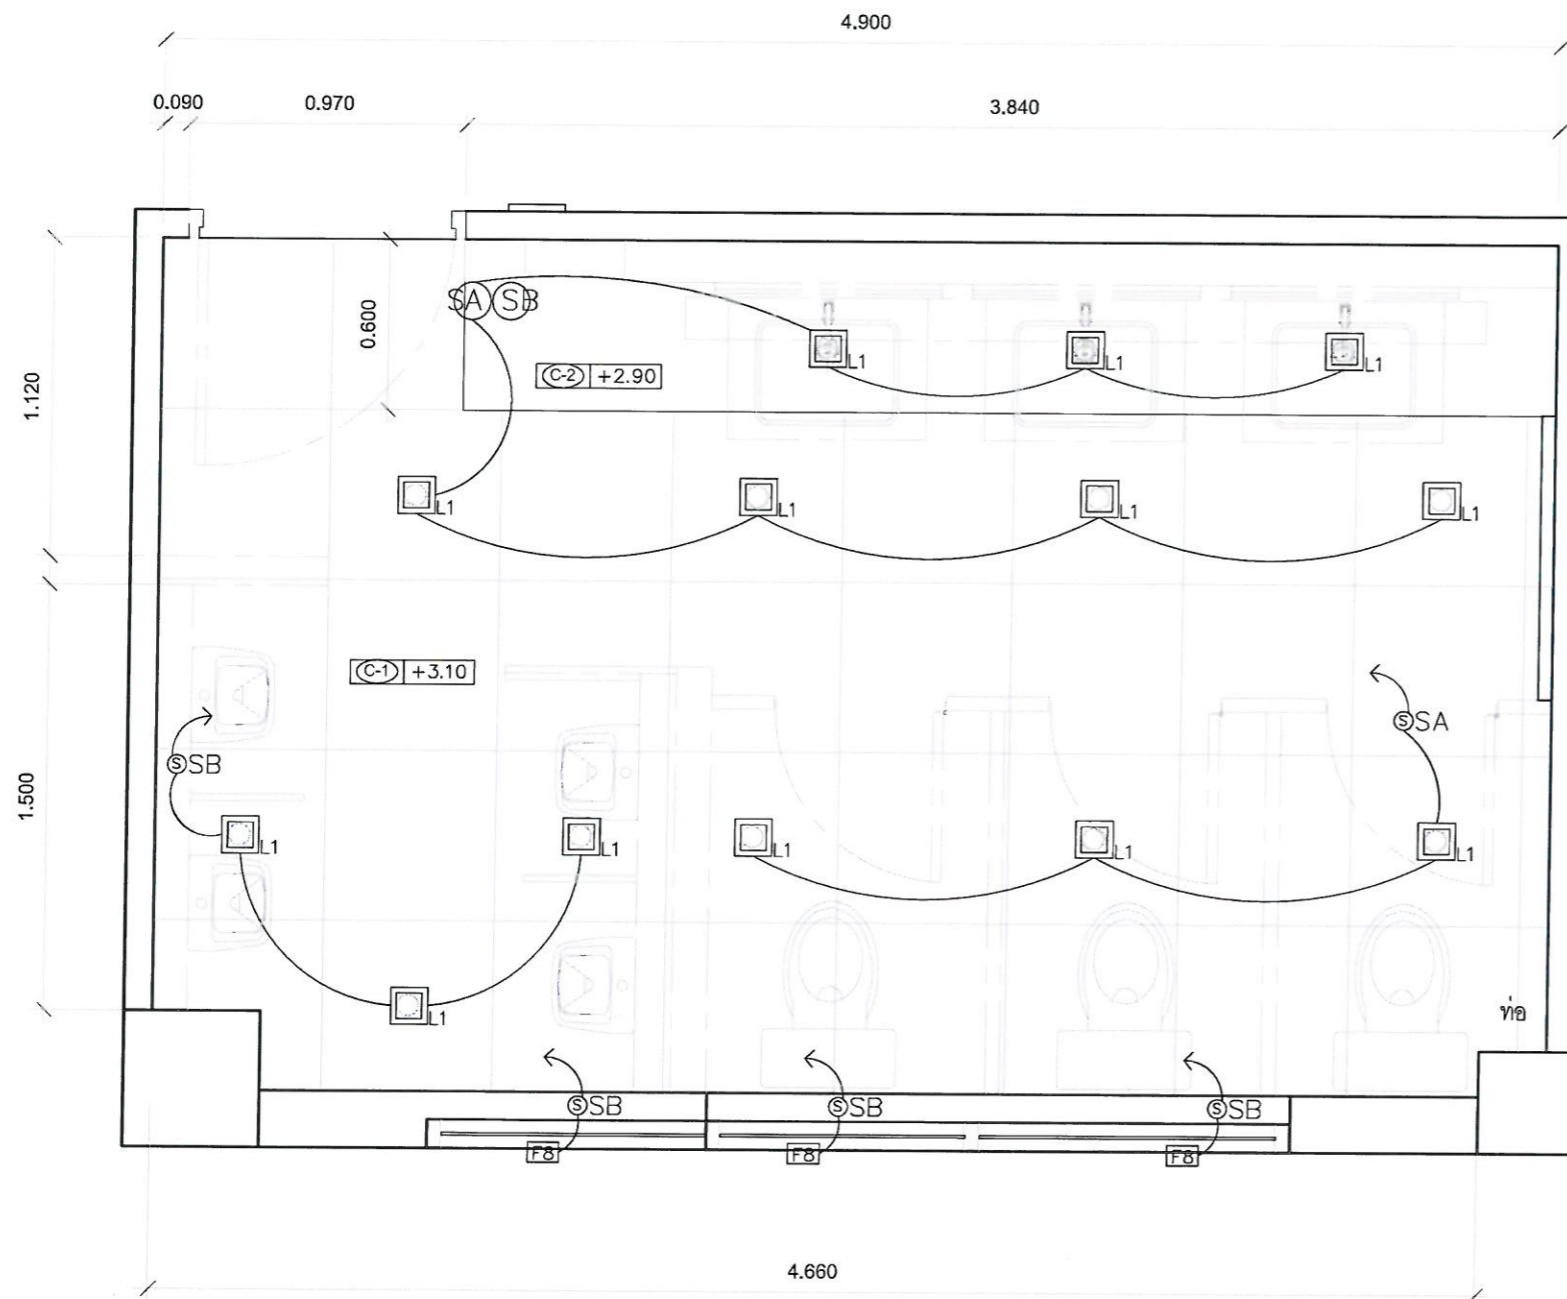 4.900
0.090 0.970 3.840
SA SB
0.600
C-2 +2.90
L1 L1 L1
1.120
L1 L1 L1 L1
C-1 +3.10
S SA
S SB
1.500
L1 L1 L1 L1 L1
L1
ท่อ
S SB S SB S SB
F8 F8 F8
4.660